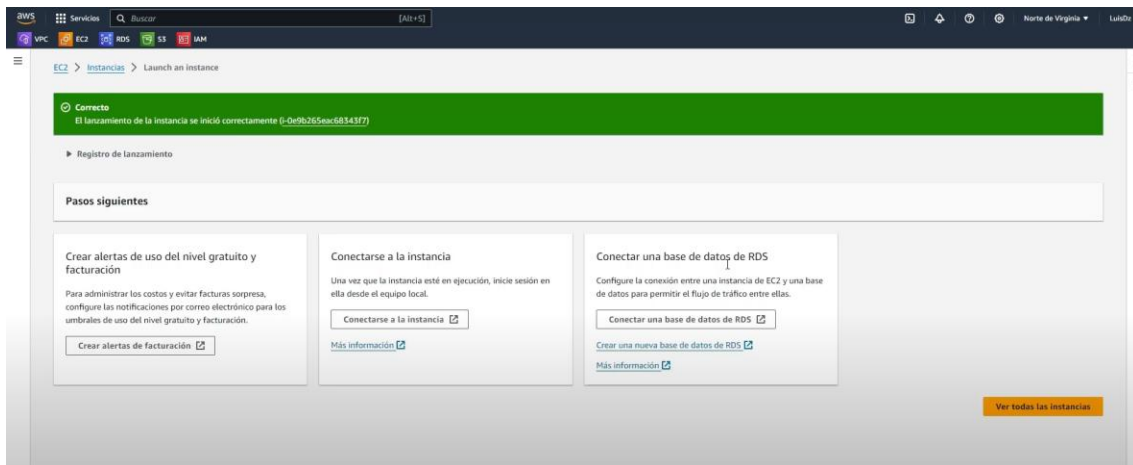 aws Servicios Buscar [Alt+S] Norte de Virginia LuisDz
VPC EC2 RDS S3 IAM
EC2 > Instancias > Launch an instance
Correcto
El lanzamiento de la instancia se inició correctamente (i-0e9b265eac68343f7)
Registro de lanzamiento
Pasos siguientes
Crear alertas de uso del nivel gratuito y
facturación
Para administrar los costos y evitar facturas sorpresa,
configure las notificaciones por correo electrónico para los
umbrales de uso del nivel gratuito y facturación.
Crear alertas de facturación
Conectarse a la instancia
Una vez que la instancia esté en ejecución, inicie sesión en
ella desde el equipo local.
Conectarse a la instancia
Más información
Conectar una base de datos de RDS
Configure la conexión entre una instancia de EC2 y una base
de datos para permitir el flujo de tráfico entre ellas.
Conectar una base de datos de RDS
Crear una nueva base de datos de RDS
Más información
Ver todas las instancias